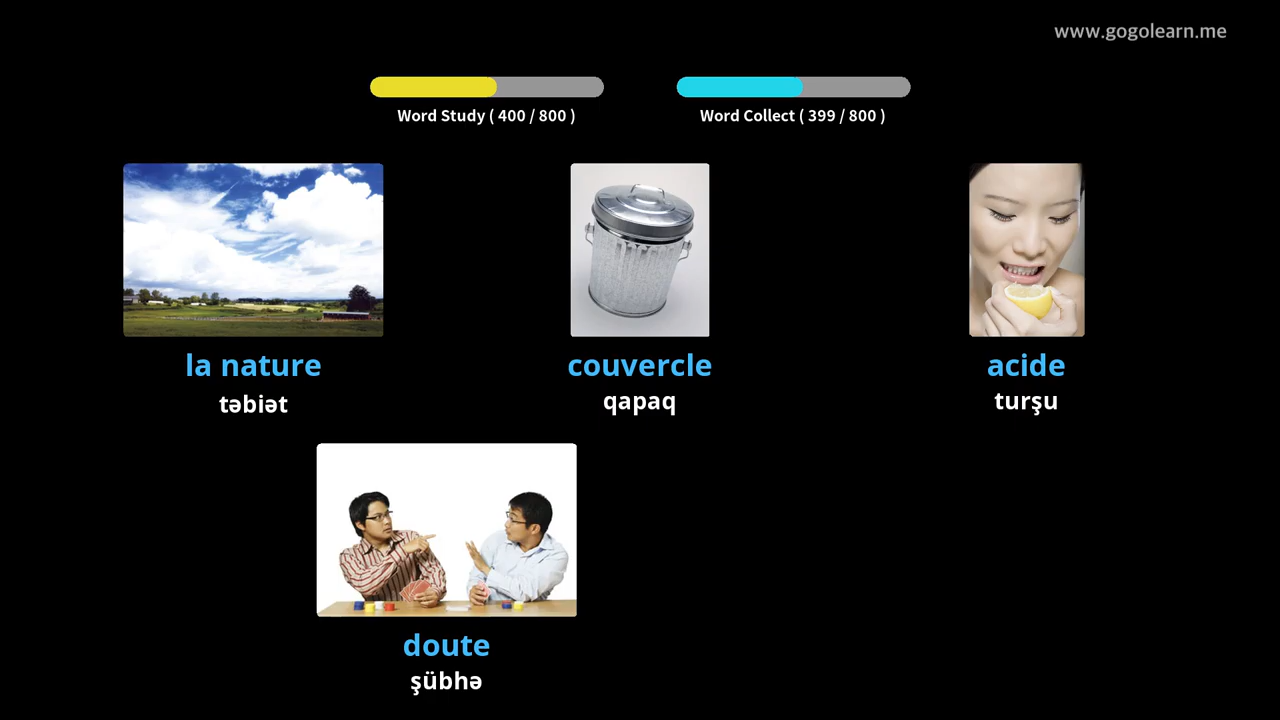 www.gogolearn.me
Word Study ( 400 / 800 )
Word Collect ( 399 / 800 )
la nature
təbiət
couvercle
qapaq
acide
turşu
doute
şübhə